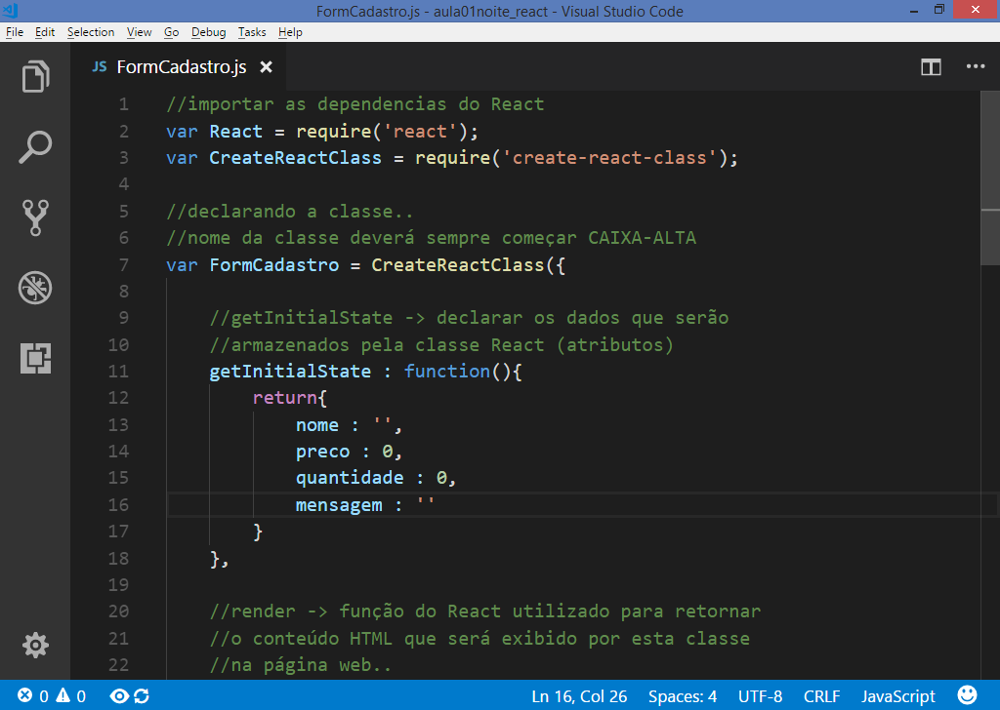 FormCadastro.js - aula01noite_react - Visual Studio Code
File Edit Selection View Go Debug Tasks Help
JS FormCadastro.js
1 //importar as dependencias do React
2 var React = require('react');
3 var CreateReactClass = require('create-react-class');
4
5 //declarando a classe..
6 //nome da classe deverá sempre começar CAIXA-ALTA
7 var FormCadastro = CreateReactClass({
8
9 //getInitialState -> declarar os dados que serão
10 //armazenados pela classe React (atributos)
11 getInitialState : function(){
12 return{
13 nome : '',
14 preco : 0,
15 quantidade : 0,
16 mensagem : ''
17 }
18 },
19
20 //render -> função do React utilizado para retornar
21 //o conteúdo HTML que será exibido por esta classe
22 //na página web..
0 0 Ln 16, Col 26 Spaces: 4 UTF-8 CRLF JavaScript